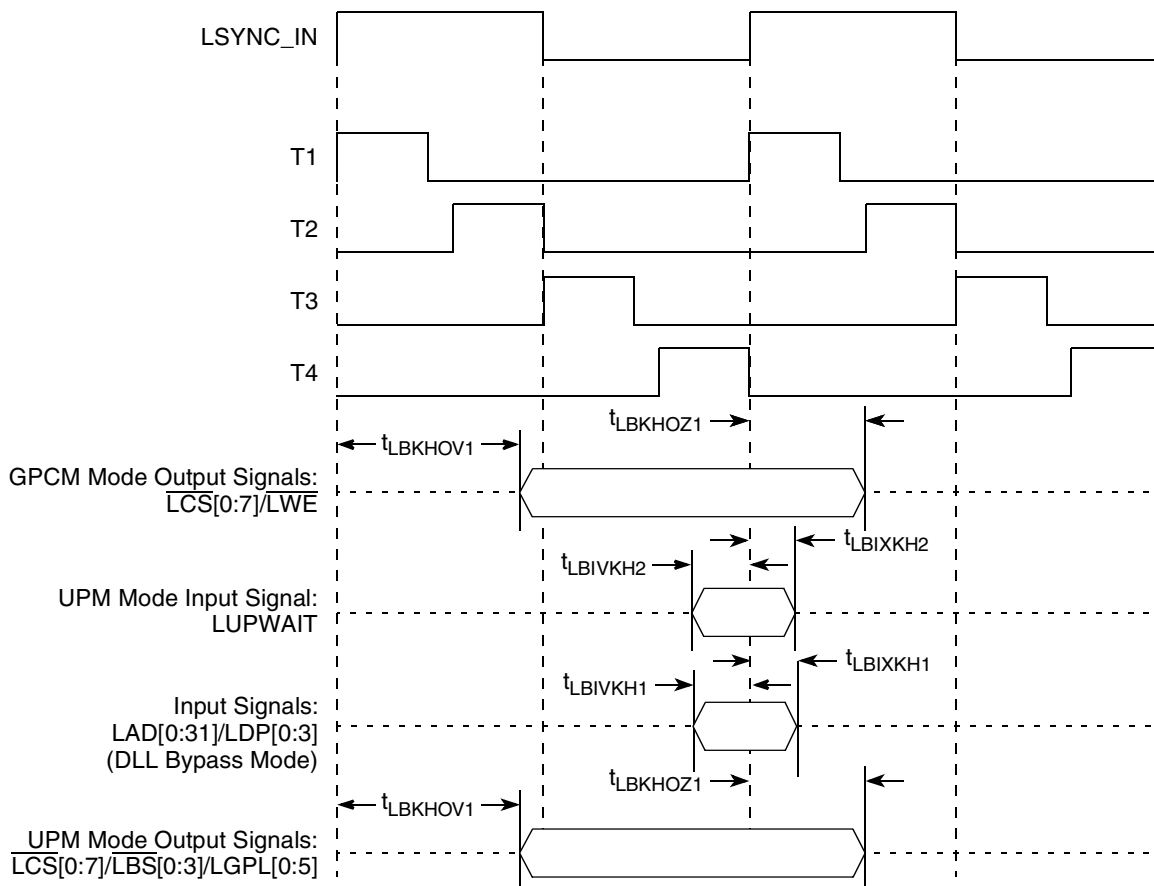 LSYNC_IN
T1
T2
T3
T4
tLBKHOZ1
tLBKHOV1
GPCM Mode Output Signals:
LCS[0:7]/LWE
tLBIXKH2
tLBIVKH2
UPM Mode Input Signal:
LUPWAIT
tLBIXKH1
tLBIVKH1
Input Signals:
LAD[0:31]/LDP[0:3]
(DLL Bypass Mode)
tLBKHOZ1
tLBKHOV1
UPM Mode Output Signals:
LCS[0:7]/LBS[0:3]/LGPL[0:5]